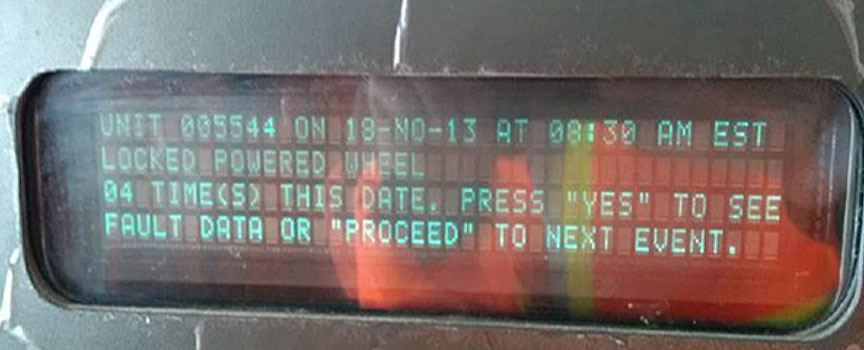 UNIT 005544 ON 18-NO-13 AT 08:30 AM EST
LOCKED POWERED WHEEL
04 TIME(S) THIS DATE. PRESS "YES" TO SEE
FAULT DATA OR "PROCEED" TO NEXT EVENT.